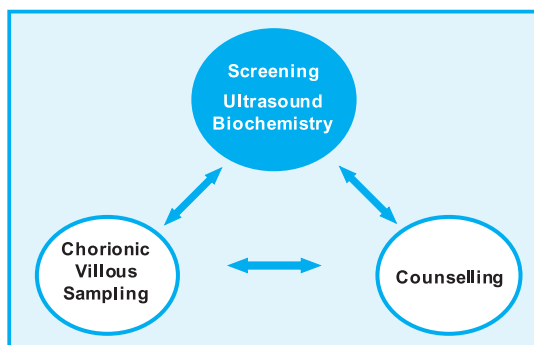 Screening
Ultrasound
Biochemistry
Chorionic
Villous
Sampling
Counselling